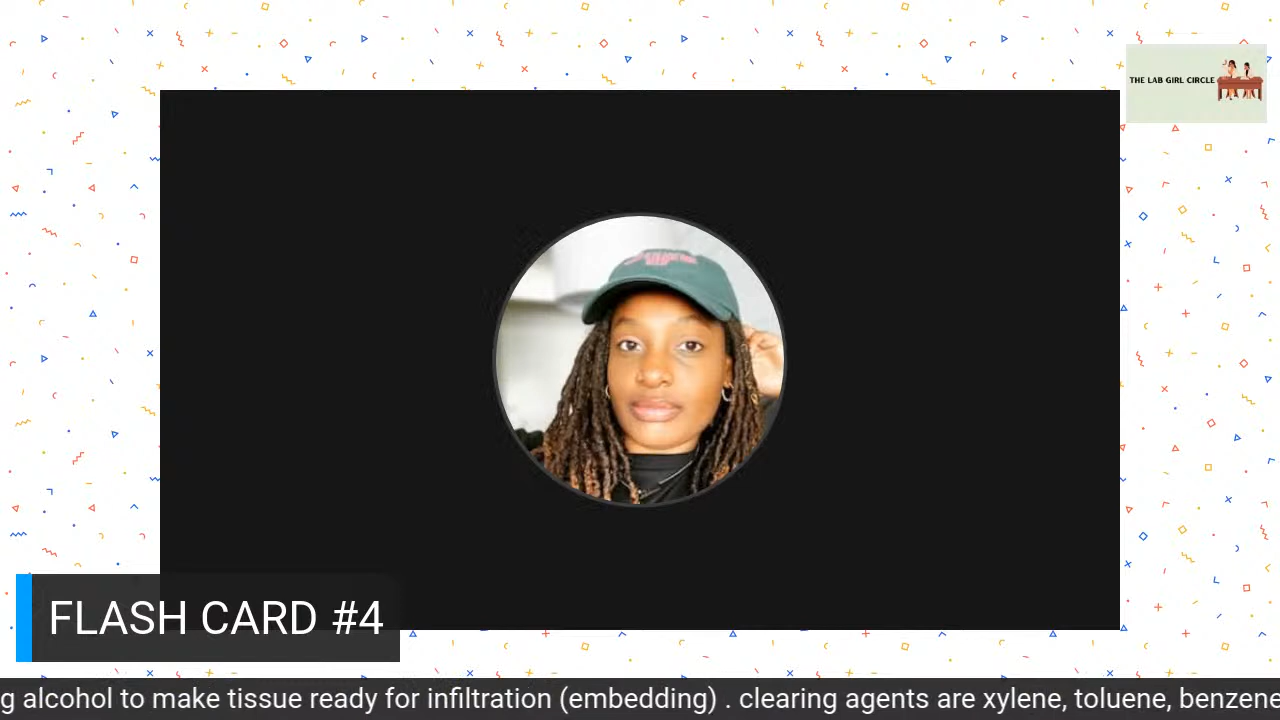 THE LAB GIRL CIRCLE
FLASH CARD #4
g alcohol to make tissue ready for infiltration (embedding) . clearing agents are xylene, toluene, benzene